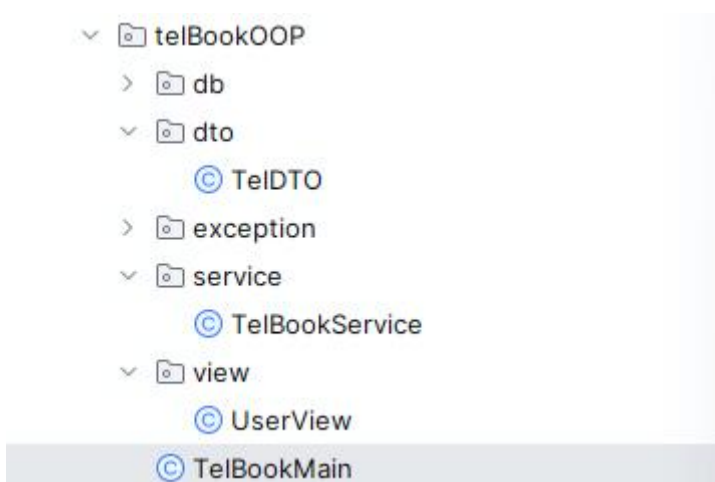 telBookOOP
db
dto
C TelDTO
exception
service
C TelBookService
view
C UserView
C TelBookMain